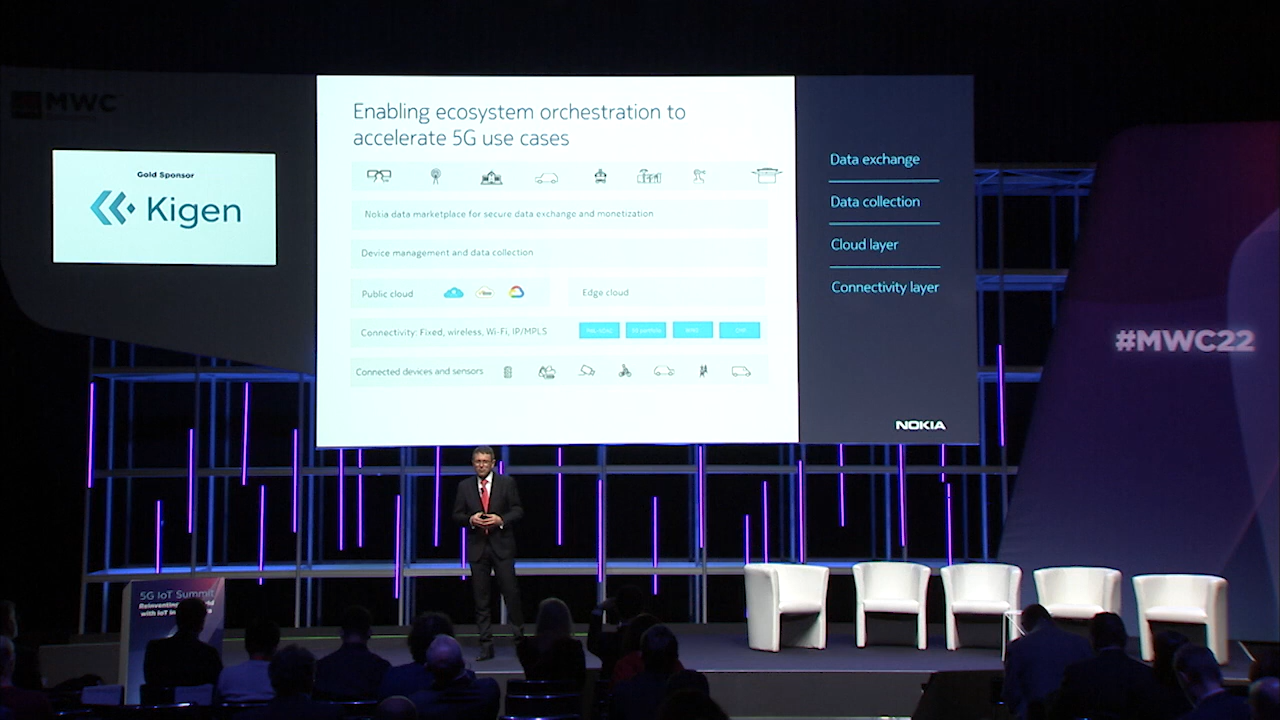 MWC
Gold Sponsor
Kigen
Enabling ecosystem orchestration to
accelerate 5G use cases
Nokia data marketplace for secure data exchange and monetization
Device management and data collection
Public cloud
Edge cloud
Connectivity: Fixed, wireless, Wi-Fi, IP/MPLS
Connected devices and sensors
Data exchange
Data collection
Cloud layer
Connectivity layer
NOKIA
#MWC22
5G IoT Summit
with IoT